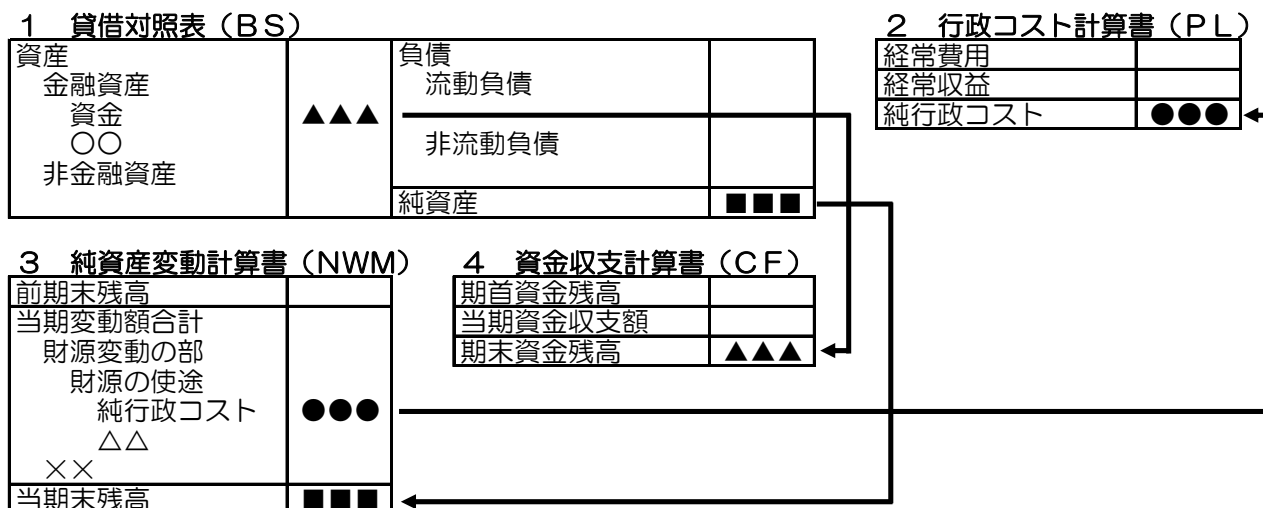 １　貸借対照表（ＢＳ）
資産
金融資産
資金
○○
非金融資産
▲▲▲
負債
流動負債
非流動負債
純資産
■■■
２　行政コスト計算書（ＰＬ）
経常費用
経常収益
純行政コスト
●●●
３　純資産変動計算書（ＮＷＭ）
前期末残高
当期変動額合計
財源変動の部
財源の使途
純行政コスト
●●●
△△
××
当期末残高
■■■
４　資金収支計算書（ＣＦ）
期首資金残高
当期資金収支額
期末資金残高
▲▲▲